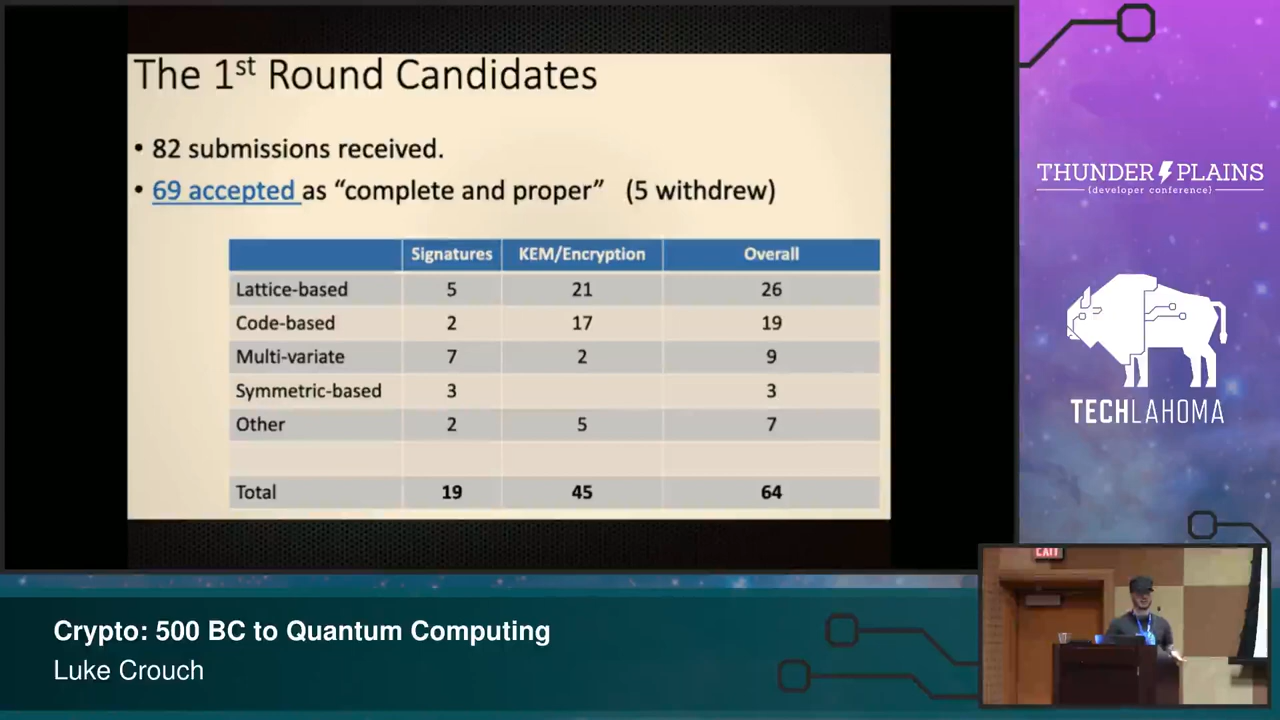 The 1st Round Candidates
• 82 submissions received.
• 69 accepted as “complete and proper” (5 withdrew)
Signatures KEM/Encryption Overall
Lattice-based 5 21 26
Code-based 2 17 19
Multi-variate 7 2 9
Symmetric-based 3 3
Other 2 5 7
Total 19 45 64
THUNDER PLAINS
{developer conference}
TECHLAHOMA
EXIT
Crypto: 500 BC to Quantum Computing
Luke Crouch